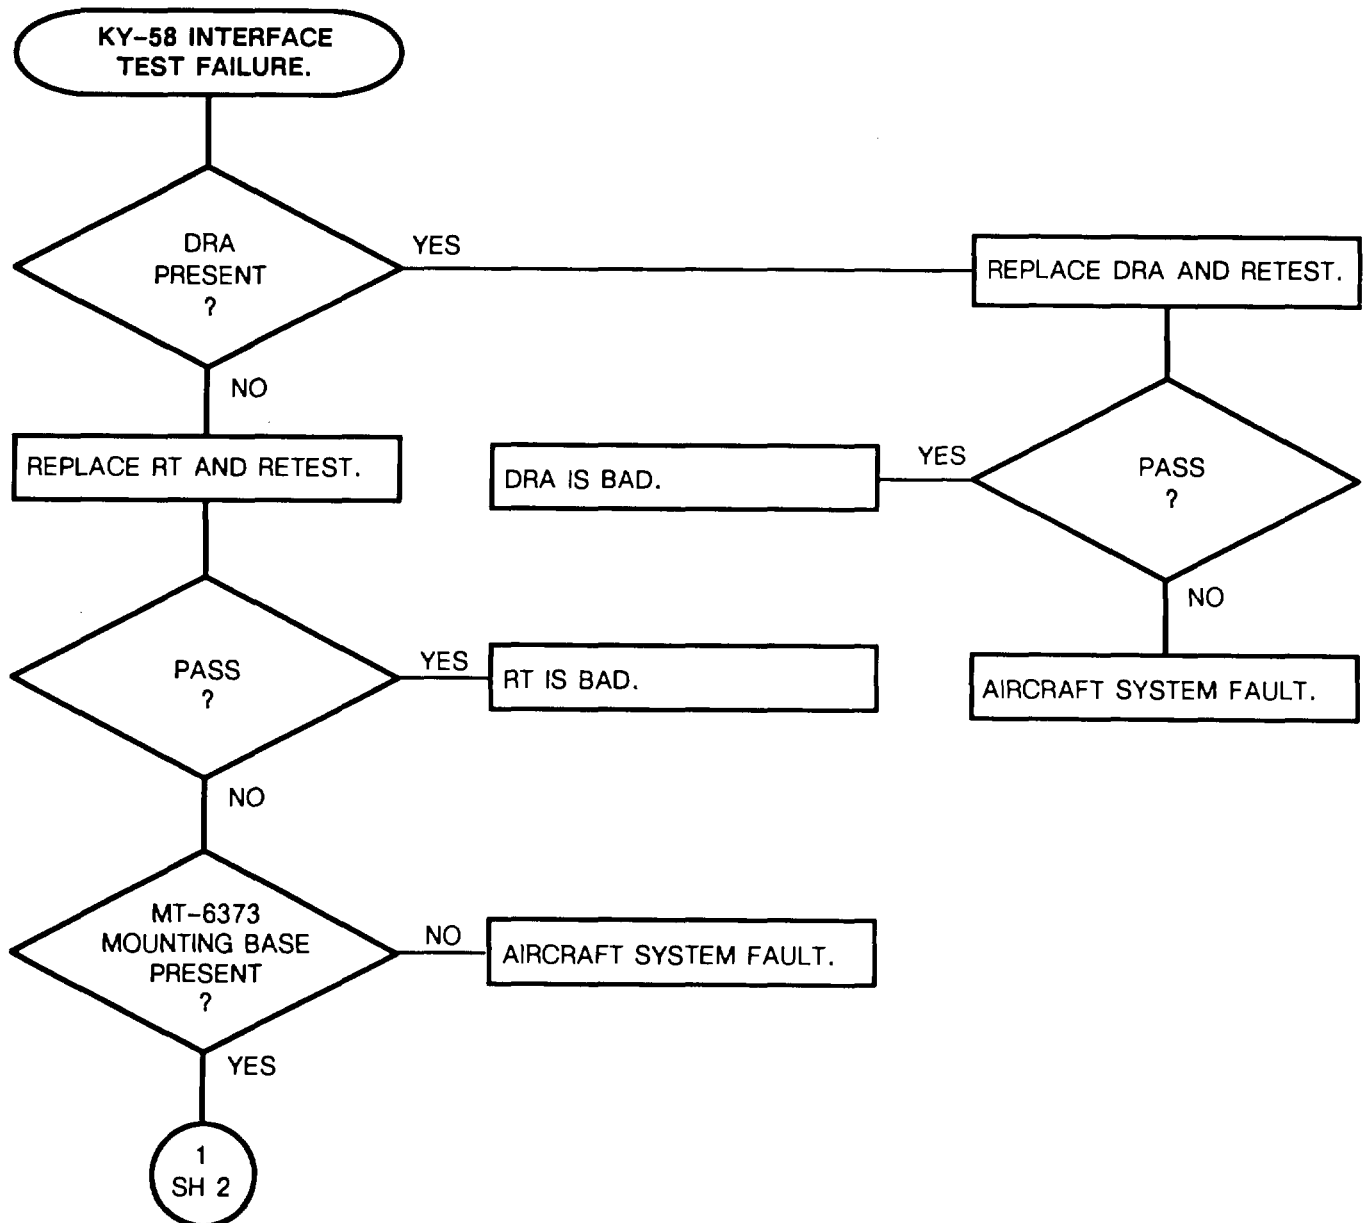 KY-58 INTERFACE
TEST FAILURE.
DRA
PRESENT
?
YES
REPLACE DRA AND RETEST.
NO
REPLACE RT AND RETEST.
DRA IS BAD.
YES
PASS
?
NO
PASS
?
YES
RT IS BAD.
AIRCRAFT SYSTEM FAULT.
NO
MT-6373
MOUNTING BASE
PRESENT
?
NO
AIRCRAFT SYSTEM FAULT.
YES
1
SH 2